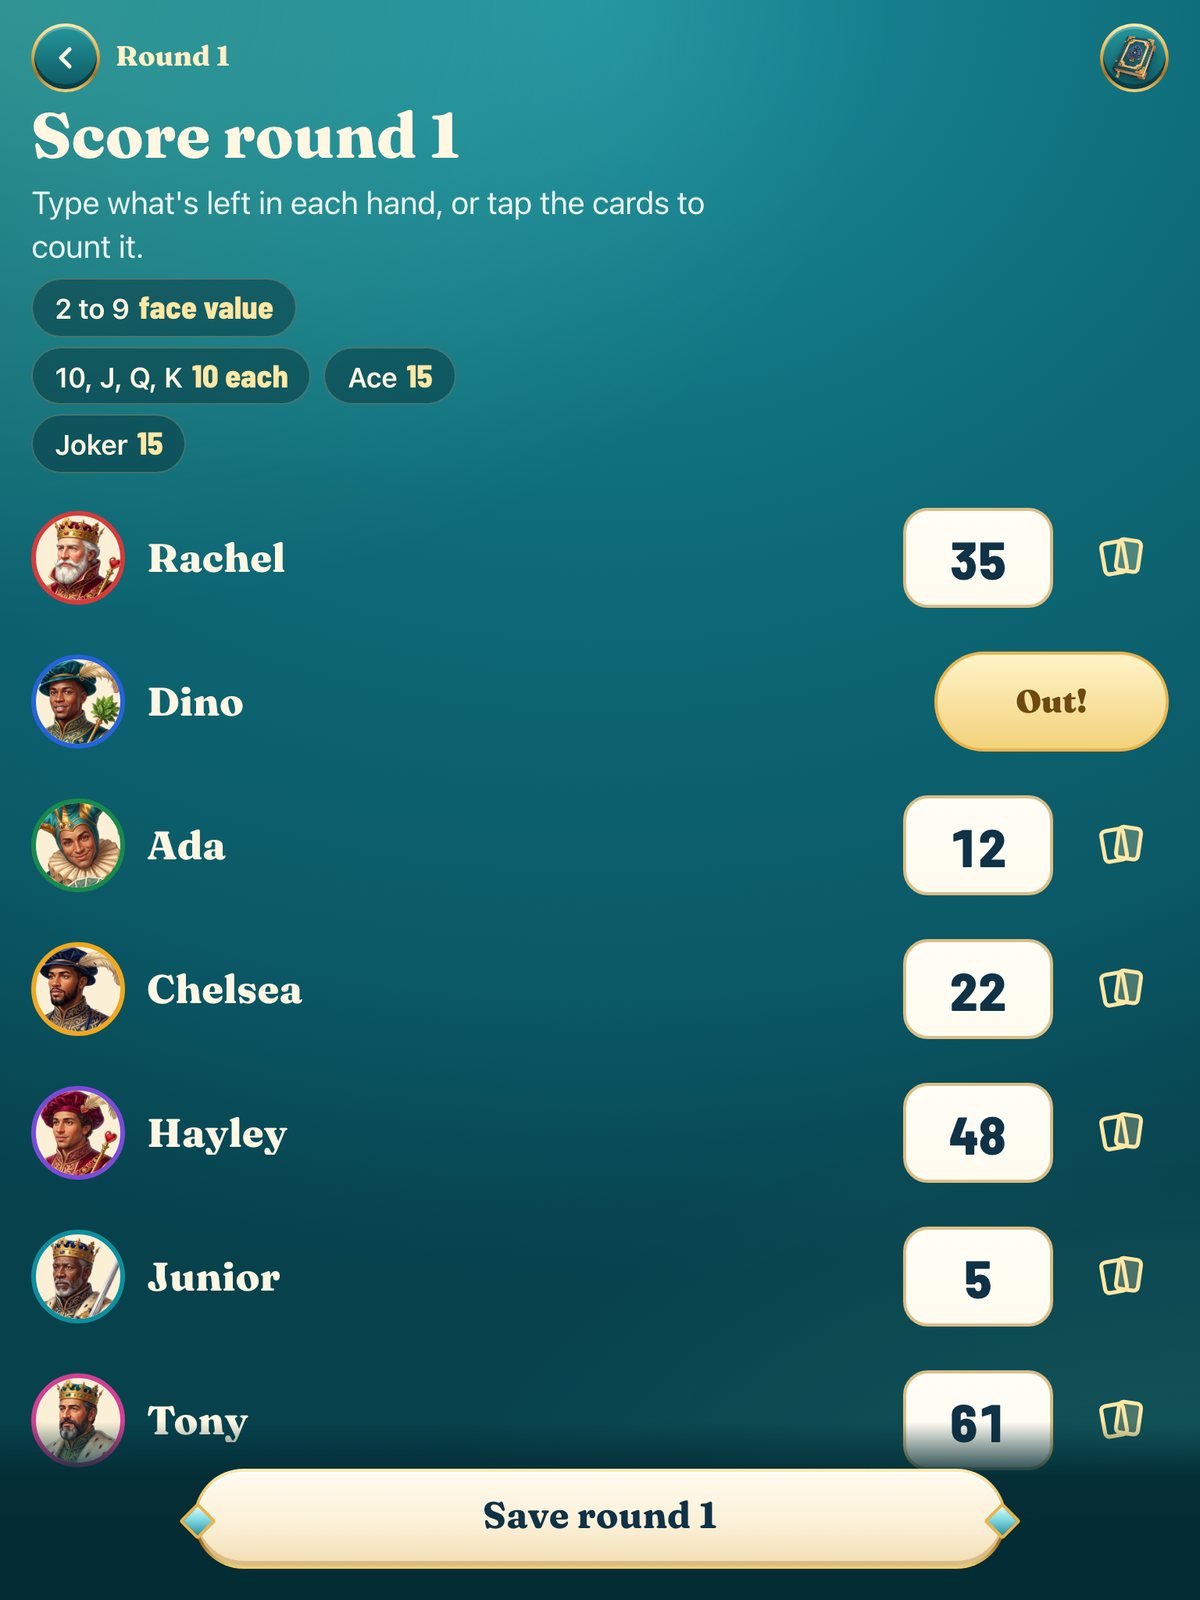 Round 1
Score round 1
Type what's left in each hand, or tap the cards to
count it.
2 to 9 face value
10, J, Q, K 10 each Ace 15
Joker 15
Rachel 35
Dino Out!
Ada 12
Chelsea 22
Hayley 48
Junior 5
Tony 61
Save round 1